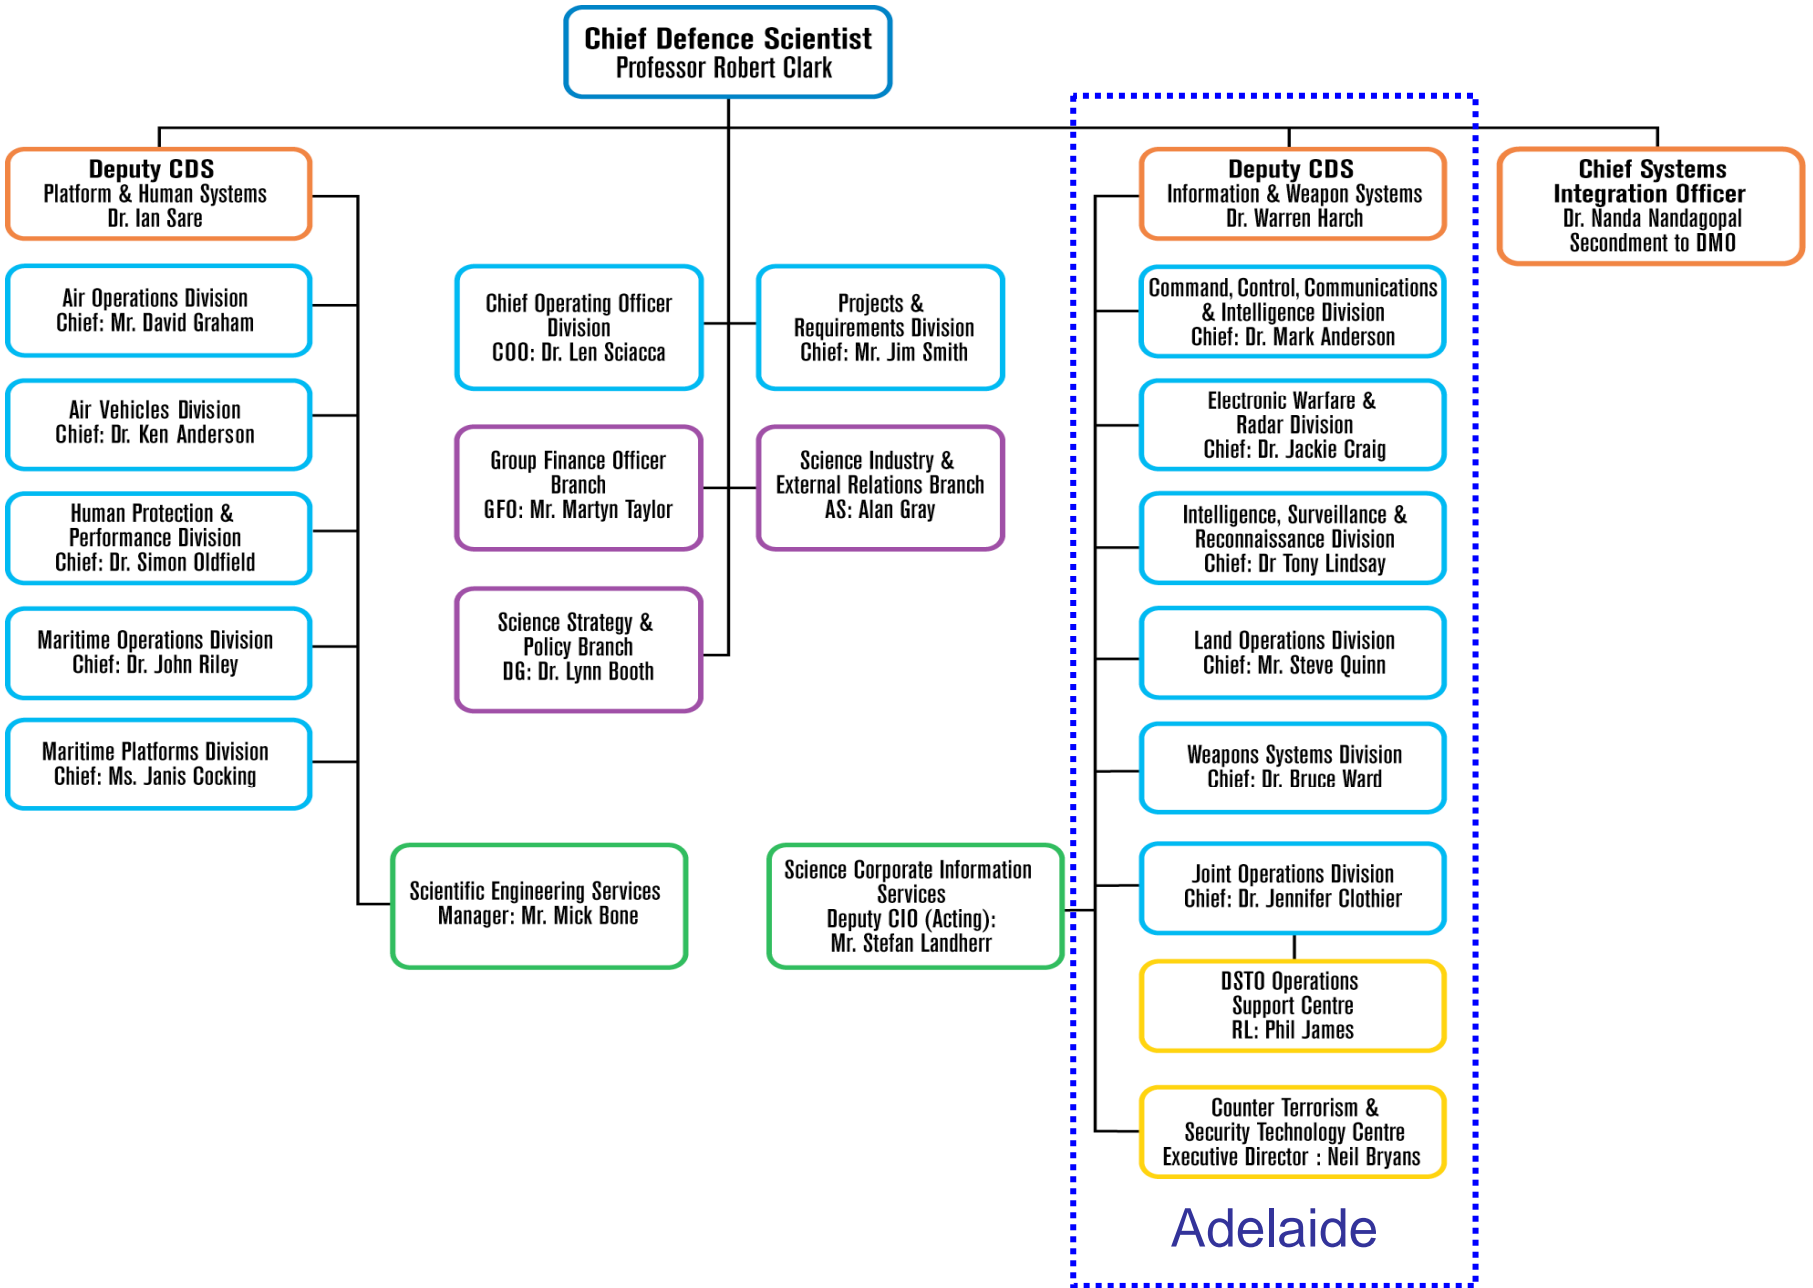 Chief Defence Scientist
Professor Robert Clark
Deputy CDS
Platform & Human Systems
Dr. Ian Sare
Air Operations Division
Chief: Mr. David Graham
Air Vehicles Division
Chief: Dr. Ken Anderson
Human Protection &
Performance Division
Chief: Dr. Simon Oldfield
Maritime Operations Division
Chief: Dr. John Riley
Maritime Platforms Division
Chief: Ms. Janis Cocking
Scientific Engineering Services
Manager: Mr. Mick Bone
Chief Operating Officer
Division
COO: Dr. Len Sciacca
Projects &
Requirements Division
Chief: Mr. Jim Smith
Group Finance Officer
Branch
GFO: Mr. Martyn Taylor
Science Industry &
External Relations Branch
AS: Alan Gray
Science Strategy &
Policy Branch
DG: Dr. Lynn Booth
Deputy CDS
Information & Weapon Systems
Dr. Warren Harch
Command, Control, Communications
& Intelligence Division
Chief: Dr. Mark Anderson
Electronic Warfare &
Radar Division
Chief: Dr. Jackie Craig
Intelligence, Surveillance &
Reconnaissance Division
Chief: Dr Tony Lindsay
Land Operations Division
Chief: Mr. Steve Quinn
Weapons Systems Division
Chief: Dr. Bruce Ward
Joint Operations Division
Chief: Dr. Jennifer Clothier
Science Corporate Information
Services
Deputy CIO (Acting):
Mr. Stefan Landherr
DSTO Operations
Support Centre
RL: Phil James
Counter Terrorism &
Security Technology Centre
Executive Director : Neil Bryans
Adelaide
Chief Systems
Integration Officer
Dr. Nanda Nandagopal
Secondment to DMO